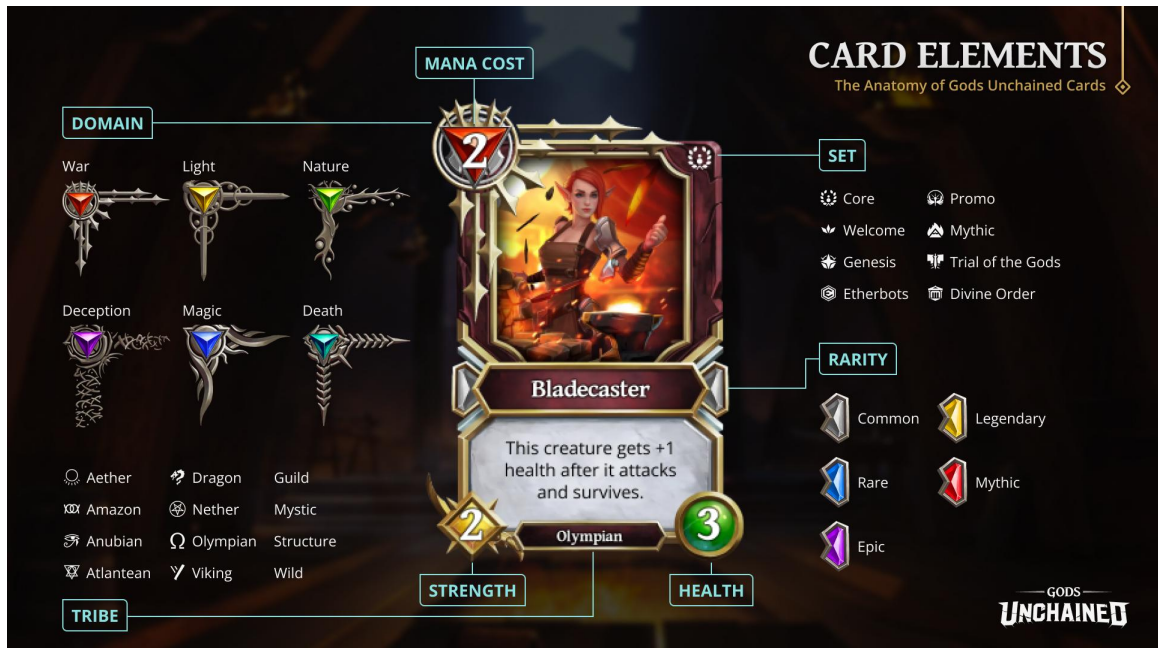 CARD ELEMENTS
The Anatomy of Gods Unchained Cards
MANA COST
DOMAIN
War
Light
Nature
Deception
Magic
Death
2
SET
Core
Promo
Welcome
Mythic
Genesis
Trial of the Gods
Etherbots
Divine Order
RARITY
Common
Legendary
Rare
Mythic
Epic
Bladecaster
This creature gets +1
health after it attacks
and survives.
2
Olympian
3
STRENGTH
HEALTH
Aether
Dragon
Guild
Amazon
Nether
Mystic
Anubian
Olympian
Structure
Atlantean
Viking
Wild
TRIBE
GODS
UNCHAINED